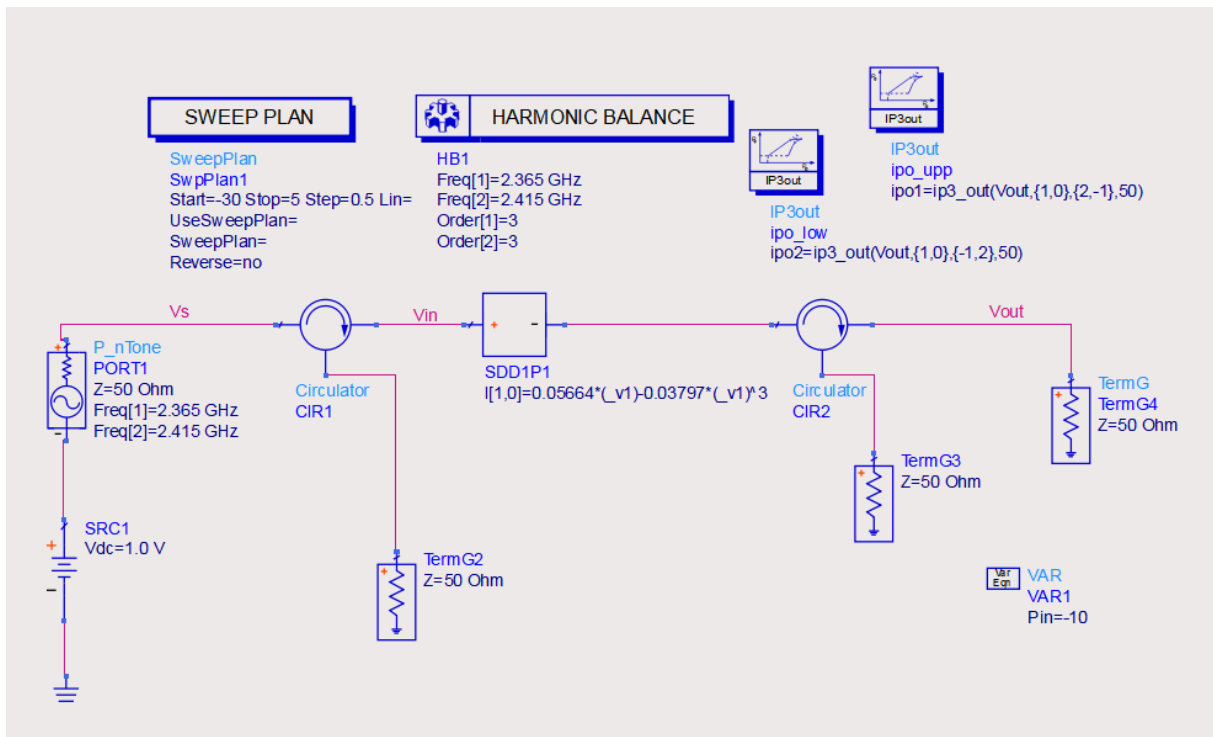 SWEEP PLAN
SweepPlan
SwpPlan1
Start=-30 Stop=5 Step=0.5 Lin=
UseSweepPlan=
SweepPlan=
Reverse=no
HARMONIC BALANCE
HB1
Freq[1]=2.365 GHz
Freq[2]=2.415 GHz
Order[1]=3
Order[2]=3
IP3out
IP3out
ipo_low
ipo2=ip3_out(Vout,{1,0},{-1,2},50)
IP3out
IP3out
ipo_upp
ipo1=ip3_out(Vout,{1,0},{2,-1},50)
Vs
Vin
Vout
P_nTone
PORT1
Z=50 Ohm
Freq[1]=2.365 GHz
Freq[2]=2.415 GHz
Circulator
CIR1
SDD1P1
I[1,0]=0.05664*(_v1)-0.03797*(_v1)^3
Circulator
CIR2
TermG
TermG4
Z=50 Ohm
TermG3
Z=50 Ohm
SRC1
Vdc=1.0 V
TermG2
Z=50 Ohm
Var
Eqn
VAR
VAR1
Pin=-10